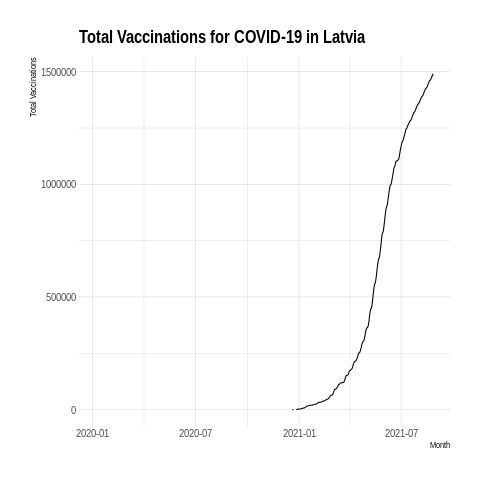 Total Vaccinations for COVID-19 in Latvia
Total Vaccinations
1500000
1000000
500000
0
2020-01 2020-07 2021-01 2021-07
Month